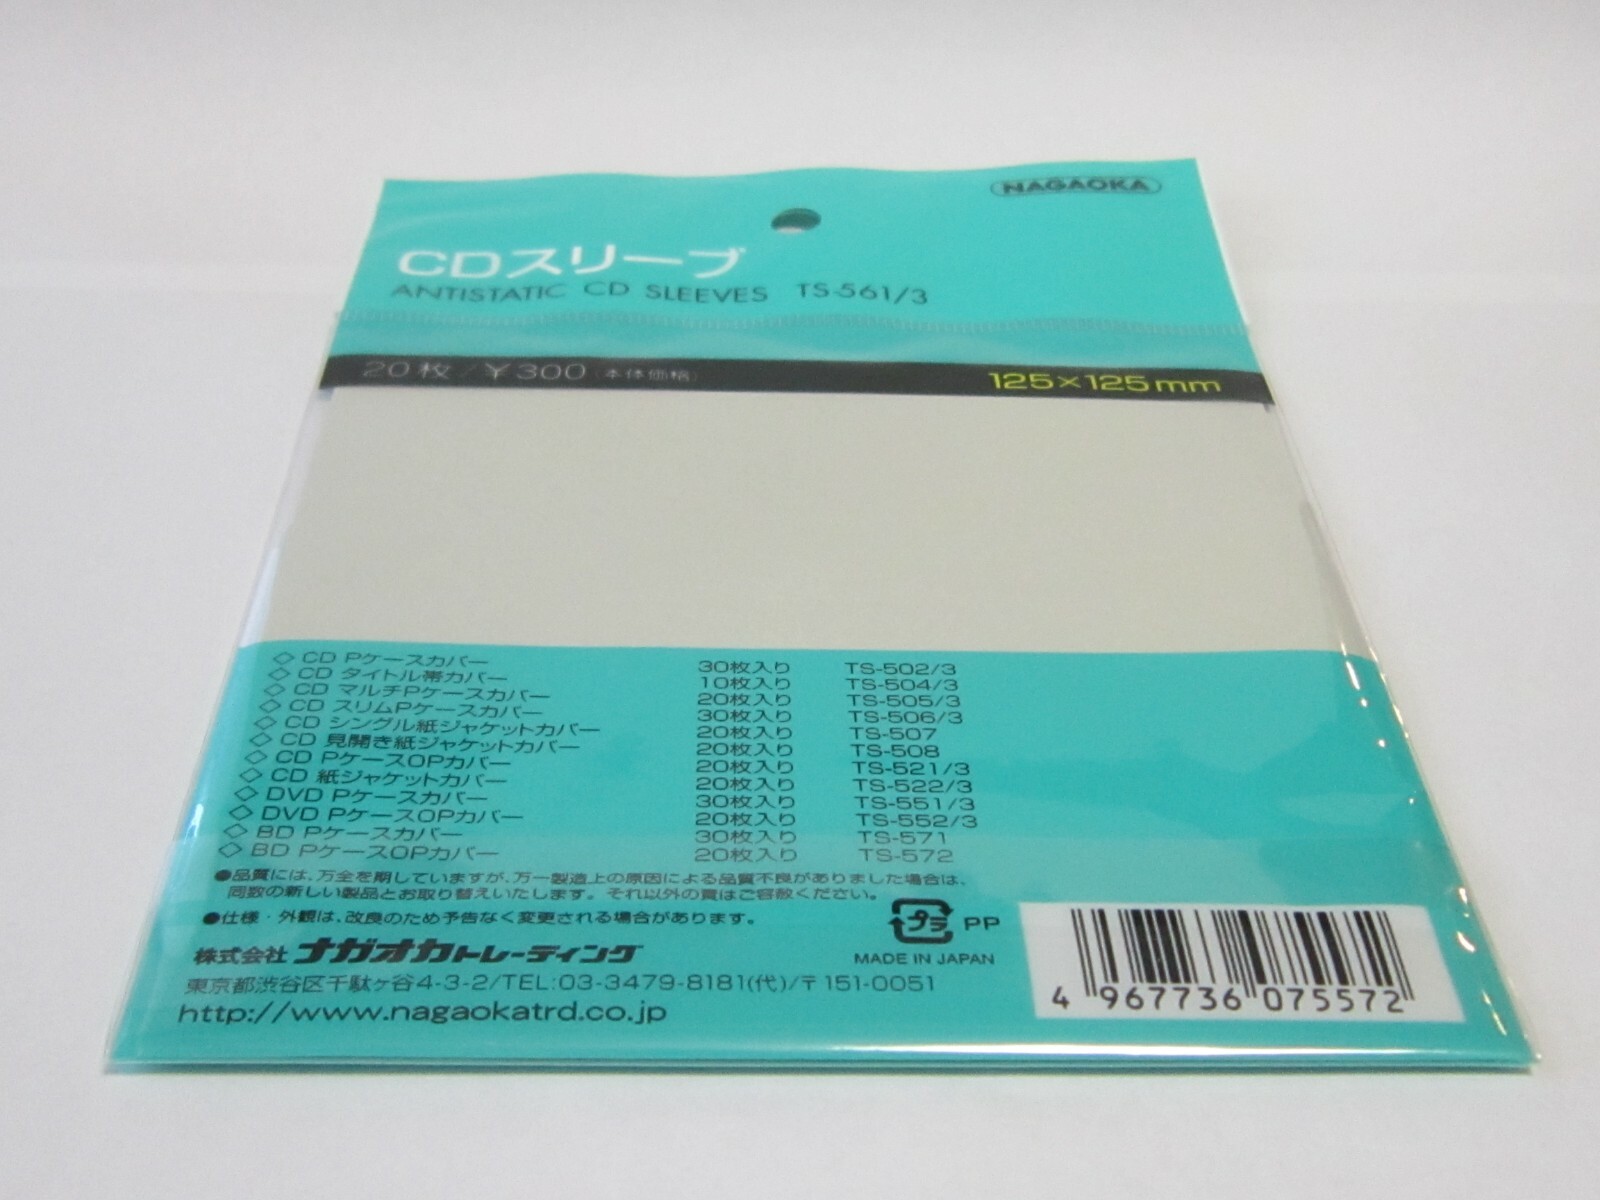 NAGAOKA
CDスリーブ
ANTISTATIC CD SLEEVES TS-561/3
20枚/￥300(本体価格)
125×125mm
◇ CD Pケースカバー 30枚入り TS-502/3
◇ CD タイトル帯カバー 10枚入り TS-504/3
◇ CD マルチPケースカバー 20枚入り TS-505/3
◇ CD スリムPケースカバー 30枚入り TS-506/3
◇ CD シングル紙ジャケットカバー 20枚入り TS-507
◇ CD 見開き紙ジャケットカバー 20枚入り TS-508
◇ CD PケースOPカバー 20枚入り TS-521/3
◇ CD 紙ジャケットカバー 20枚入り TS-522/3
◇ DVD Pケースカバー 30枚入り TS-551/3
◇ DVD PケースOPカバー 20枚入り TS-552/3
◇ BD Pケースカバー 30枚入り TS-571
◇ BD PケースOPカバー 20枚入り TS-572
●品質には、万全を期していますが、万一製造上の原因による品質不良がありました場合は、
同数の新しい製品とお取り替えいたします。それ以外の責はご容赦ください。
●仕様・外観は、改良のため予告なく変更される場合があります。
プラ PP
MADE IN JAPAN
株式会社 ナガオカトレーディング
東京都渋谷区千駄ヶ谷4-3-2/TEL:03-3479-8181(代)/〒151-0051
http://www.nagaokatrd.co.jp
4 967736 075572